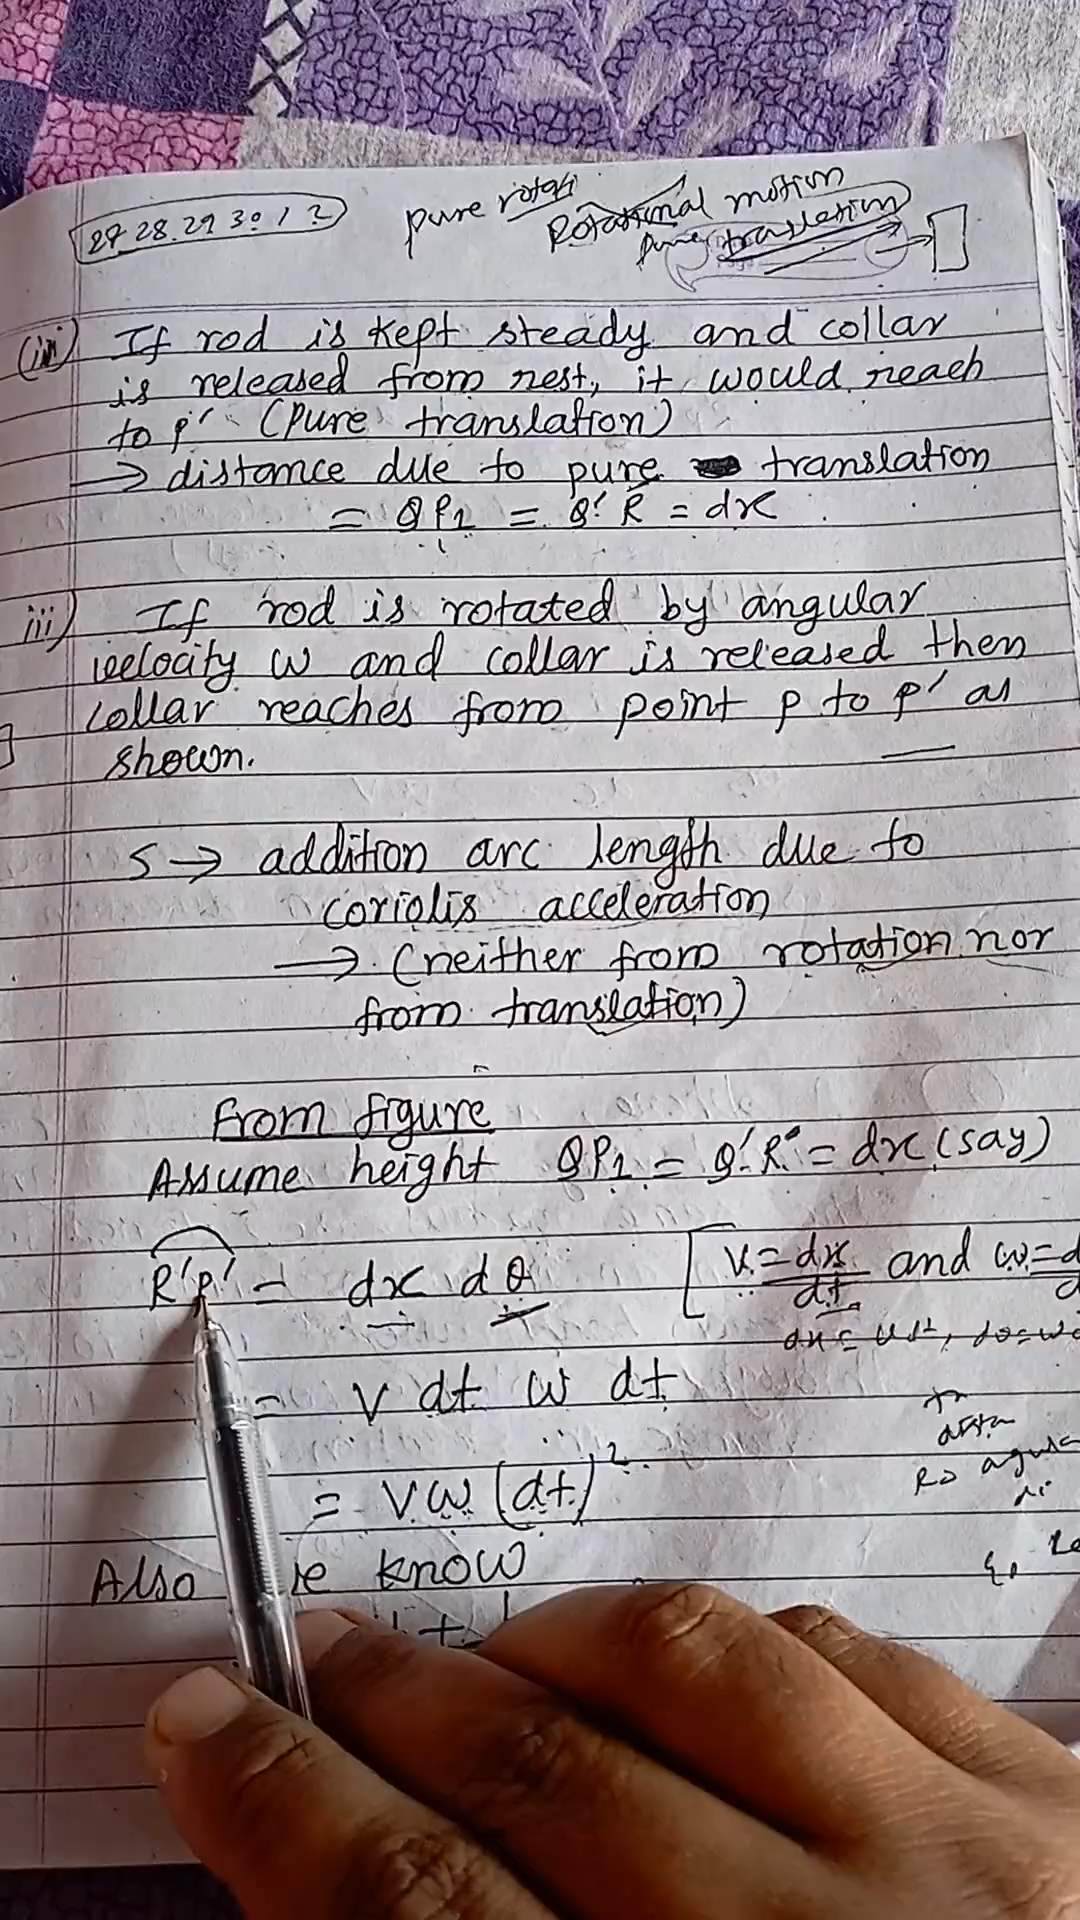 27 28. 29 30 1 2
pure rotati
Rotational motion
pure translation
(iii) If rod is kept steady and collar
is released from rest, it would reach
to p' (Pure translation)
→ distance due to pure translation
= QP1 = Q'R = dx
iii) If rod is rotated by angular
velocity ω and collar is released then
collar reaches from point p to p' as
shown.
S → addition arc length due to
coriolis acceleration
→ (neither from rotation nor
from translation)
From figure
Assume height QP1 = Q'R' = dx (say)
R'P' = dx dθ [V = dx/dt and ω = d
dx = vdt, dθ = ω
= V dt ω dt
= Vω (dt)².
Also we know